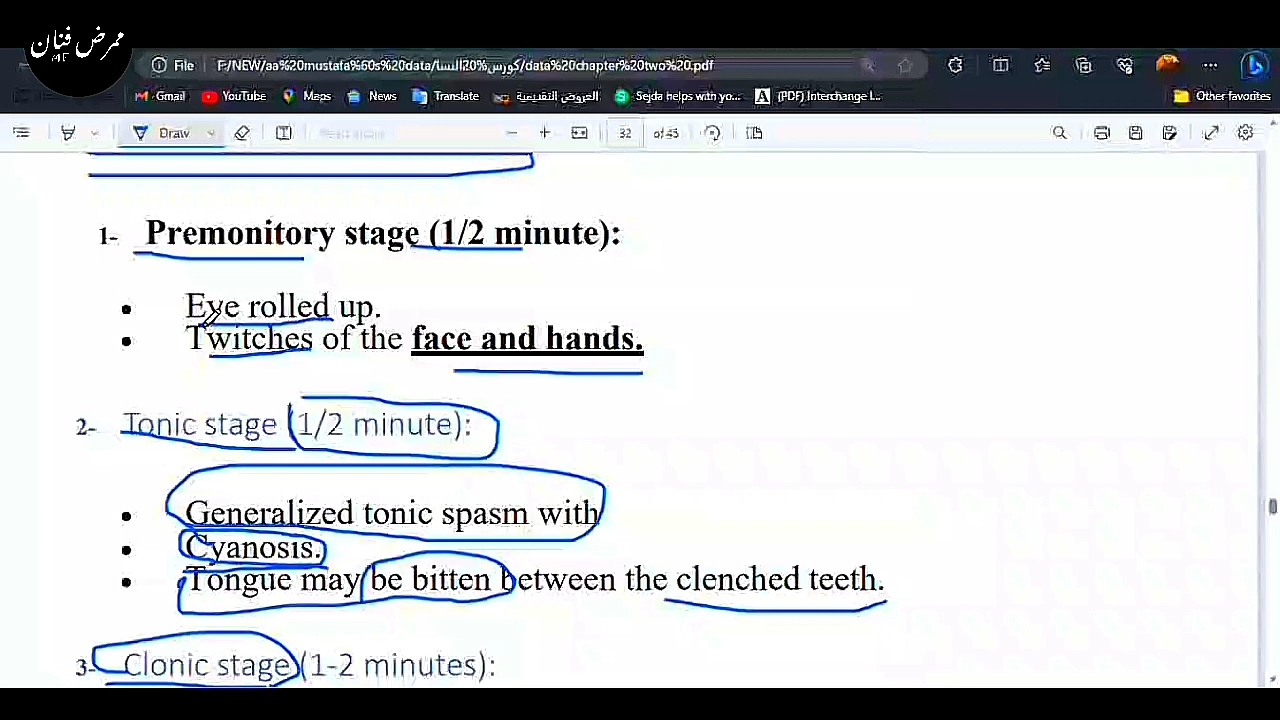 ممرض فنان
File F:/NEW/aa%20mustafa%60s%20data/كورس%20النسا/data%20chapter%20two%20.pdf
Gmail YouTube Maps News Translate العروض التقديمية Sejda helps with yo... (PDF) Interchange I... Other favorites
Draw Read aloud 32 of 45
1- Premonitory stage (1/2 minute):
• Eye rolled up.
• Twitches of the face and hands.
2- Tonic stage (1/2 minute):
• Generalized tonic spasm with
• Cyanosis.
• Tongue may be bitten between the clenched teeth.
3- Clonic stage (1-2 minutes):